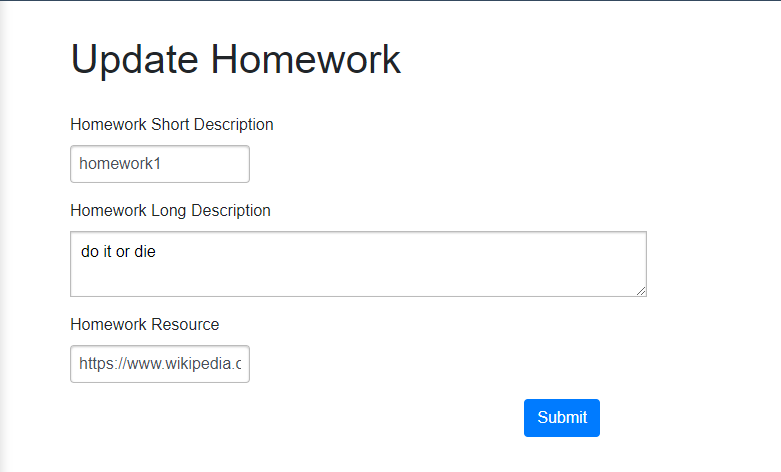 Update Homework
Homework Short Description
homework1
Homework Long Description
do it or die
Homework Resource
https://www.wikipedia.c
Submit